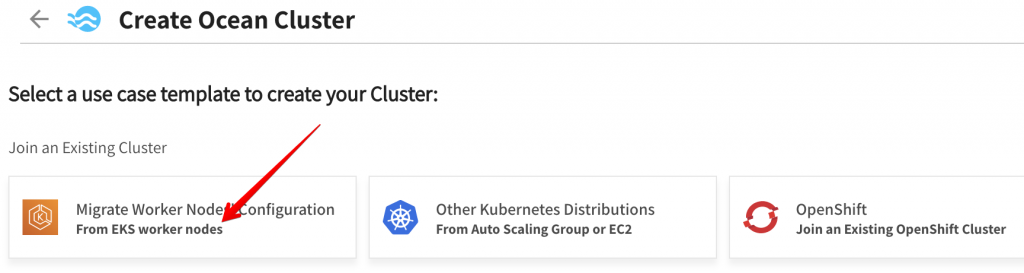 Create Ocean Cluster
Select a use case template to create your Cluster:
Join an Existing Cluster
Migrate Worker Nodes' Configuration
From EKS worker nodes
Other Kubernetes Distributions
From Auto Scaling Group or EC2
OpenShift
Join an Existing OpenShift Cluster